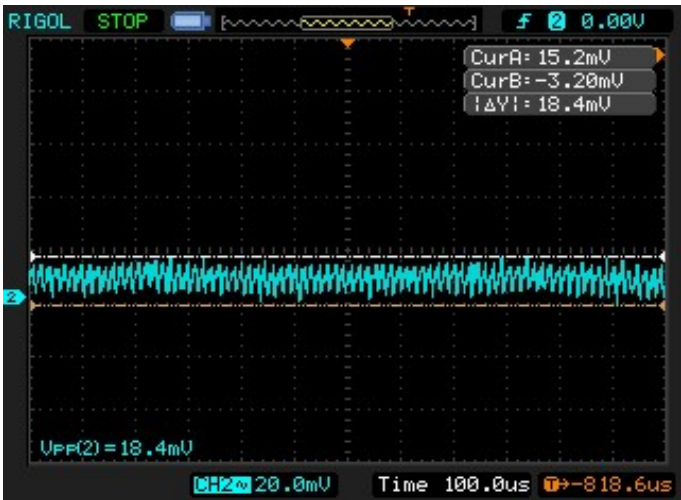 RIGOL STOP T 2 0.00V
CurA= 15.2mV
CurB=-3.20mV
|ΔY|= 18.4mV
2
Vpp(2)=18.4mV
CH2~ 20.0mV Time 100.0us T→-818.6us